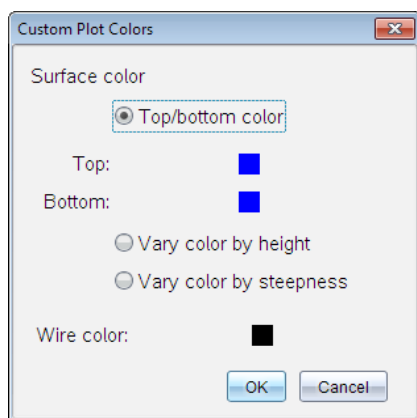 Custom Plot Colors
Surface color
Top/bottom color
Top:
Bottom:
Vary color by height
Vary color by steepness
Wire color:
OK Cancel